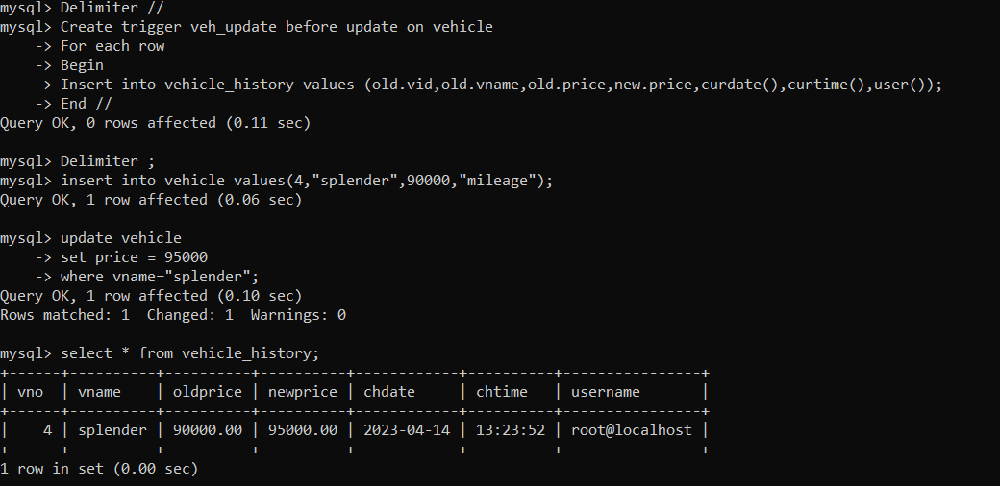 mysql> Delimiter //
mysql> Create trigger veh_update before update on vehicle
    -> For each row
    -> Begin
    -> Insert into vehicle_history values (old.vid,old.vname,old.price,new.price,curdate(),curtime(),user());
    -> End //
Query OK, 0 rows affected (0.11 sec)

mysql> Delimiter ;
mysql> insert into vehicle values(4,"splender",90000,"mileage");
Query OK, 1 row affected (0.06 sec)

mysql> update vehicle
    -> set price = 95000
    -> where vname="splender";
Query OK, 1 row affected (0.10 sec)
Rows matched: 1  Changed: 1  Warnings: 0

mysql> select * from vehicle_history;
+------+----------+----------+----------+------------+----------+----------------+
| vno  | vname    | oldprice | newprice | chdate     | chtime   | username       |
+------+----------+----------+----------+------------+----------+----------------+
|    4 | splender | 90000.00 | 95000.00 | 2023-04-14 | 13:23:52 | root@localhost |
+------+----------+----------+----------+------------+----------+----------------+
1 row in set (0.00 sec)